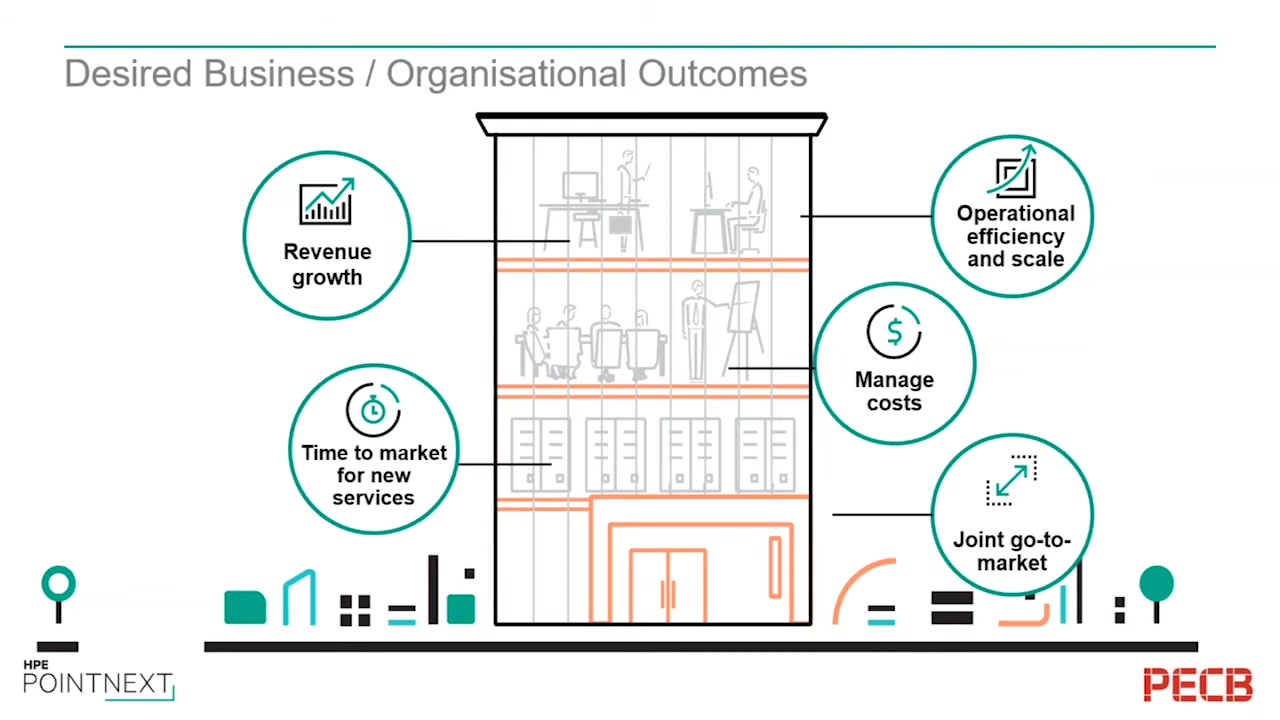 Desired Business / Organisational Outcomes
Revenue
growth
Operational
efficiency
and scale
Manage
costs
Time to market
for new
services
Joint go-to-
market
HPE
POINTNEXT
PECB